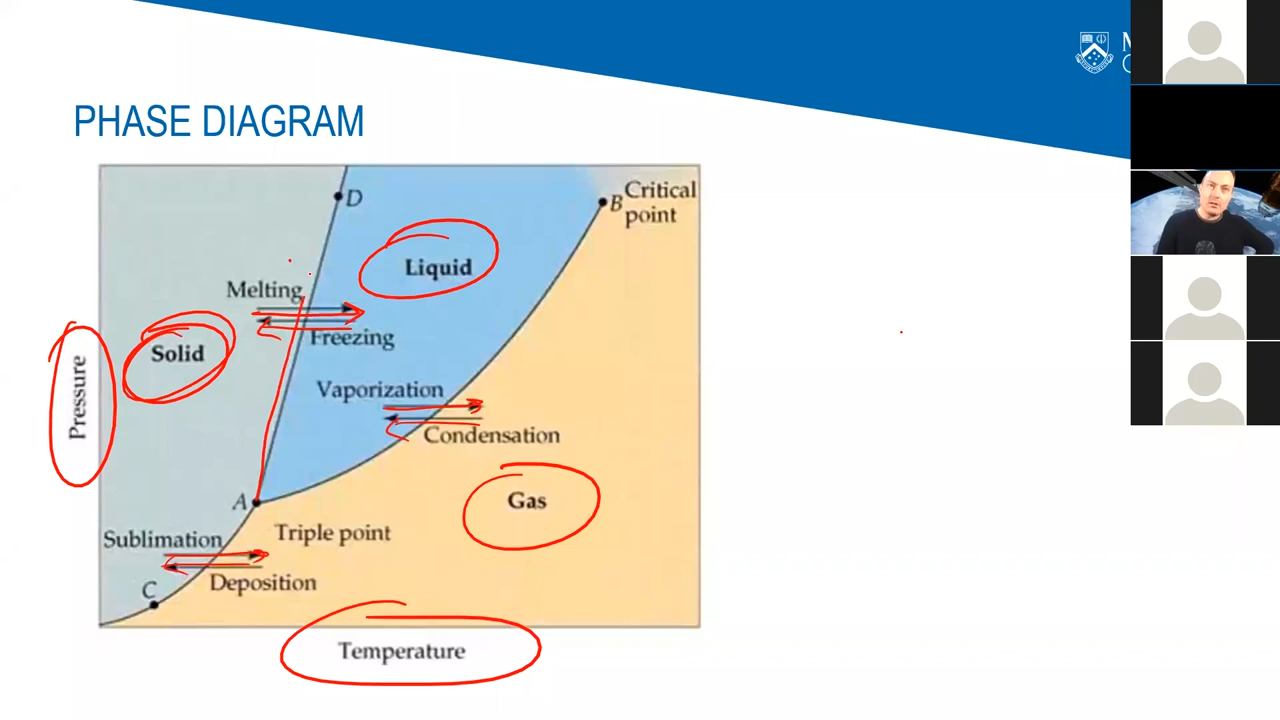 PHASE DIAGRAM
D
B Critical
point
Liquid
Melting
Freezing
Solid
Pressure
Vaporization
Condensation
A
Gas
Triple point
Sublimation
Deposition
C
Temperature